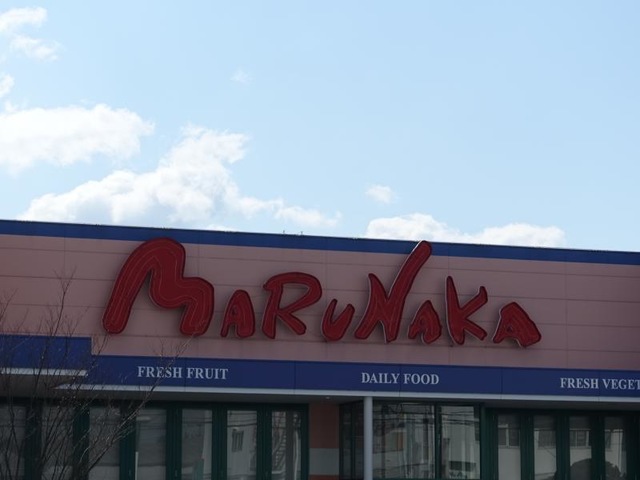 MARUNAKA
FRESH FRUIT
DAILY FOOD
FRESH VEGET